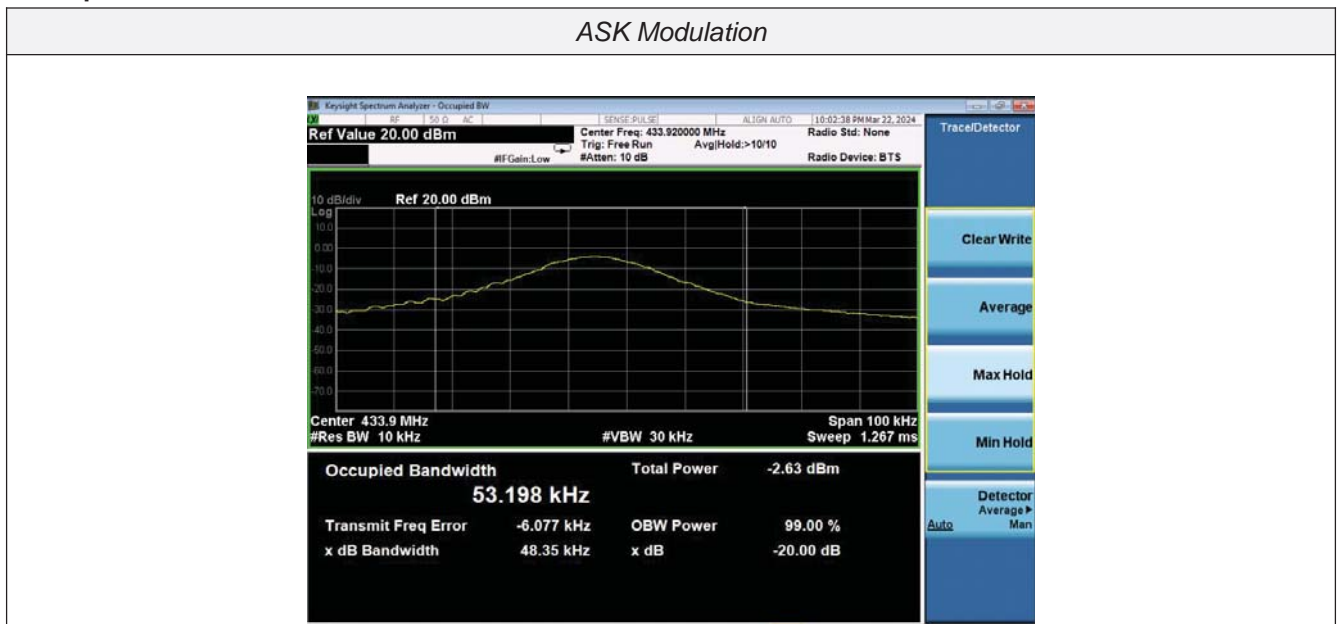 ASK Modulation
Keysight Spectrum Analyzer - Occupied BW
RF 50 Ω AC SENSE:PULSE ALIGN AUTO 10:02:38 PM Mar 22, 2024
Ref Value 20.00 dBm Center Freq: 433.920000 MHz Radio Std: None
Trig: Free Run Avg|Hold:>10/10
#IFGain:Low #Atten: 10 dB Radio Device: BTS
Trace/Detector
10 dB/div Ref 20.00 dBm
Log
10.0
0.00
-10.0
-20.0
-30.0
-40.0
-50.0
-60.0
-70.0
Center 433.9 MHz Span 100 kHz
#Res BW 10 kHz #VBW 30 kHz Sweep 1.267 ms
Occupied Bandwidth Total Power -2.63 dBm
53.198 kHz
Transmit Freq Error -6.077 kHz OBW Power 99.00 %
x dB Bandwidth 48.35 kHz x dB -20.00 dB
Clear Write
Average
Max Hold
Min Hold
Detector
Average
Auto Man